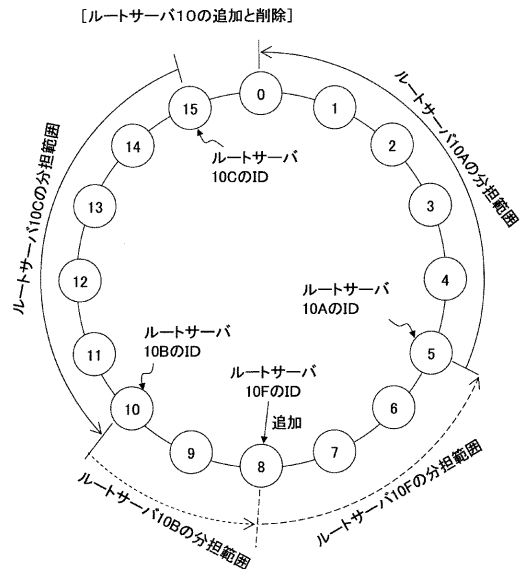 [ルートサーバ10の追加と削除]
0
1
2
3
4
5
6
7
8
9
10
11
12
13
14
15
ルートサーバ
10CのID
ルートサーバ
10AのID
ルートサーバ
10BのID
ルートサーバ
10FのID
追加
ルートサーバ10Aの分担範囲
ルートサーバ10Cの分担範囲
ルートサーバ10Bの分担範囲
ルートサーバ10Fの分担範囲